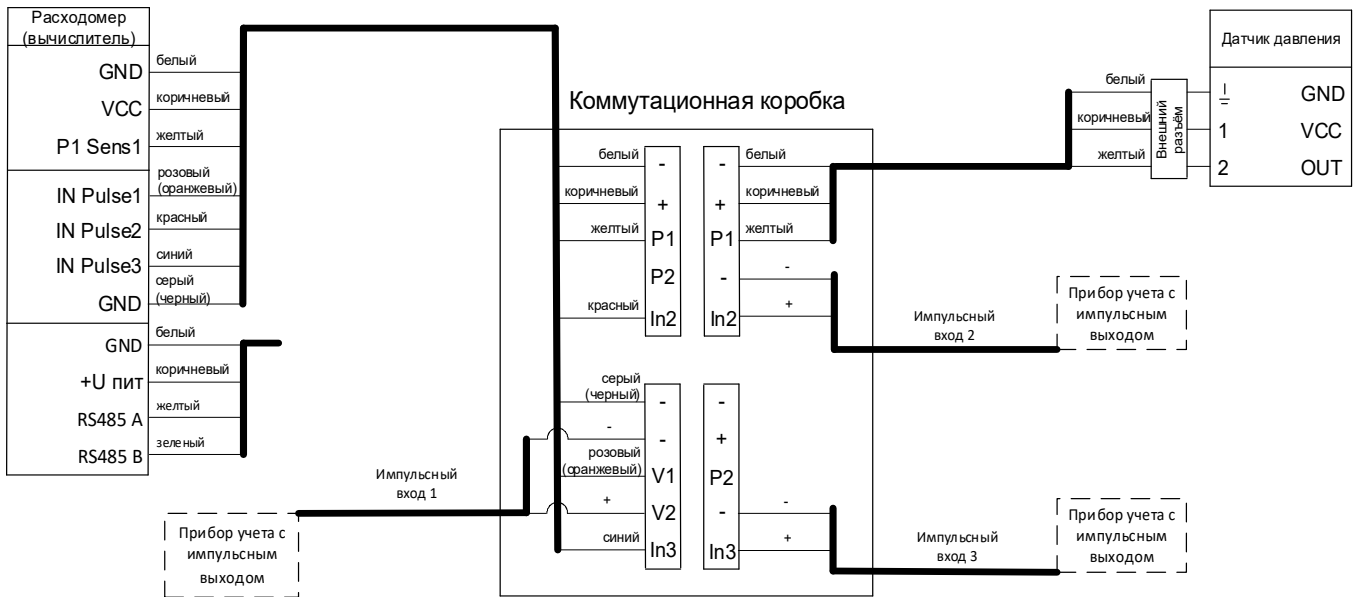 Расходомер
(вычислитель)
GND
белый
VCC
коричневый
P1 Sens1
желтый
IN Pulse1
розовый
(оранжевый)
IN Pulse2
красный
IN Pulse3
синий
GND
серый
(черный)
GND
белый
+U пит
коричневый
RS485 A
желтый
RS485 B
зеленый
Прибор учета с
импульсным
выходом
Импульсный
вход 1
Коммутационная коробка
белый
-
коричневый
+
желтый
P1
P2
красный
In2
-
белый
+
коричневый
P1
желтый
-
-
In2
+
серый
(черный)
-
-
-
розовый
(оранжевый)
V1
+
V2
синий
In3
-
+
P2
-
-
In3
+
Импульсный
вход 2
Прибор учета с
импульсным
выходом
Импульсный
вход 3
Прибор учета с
импульсным
выходом
белый
коричневый
желтый
Внешний
разъём
Датчик давления
GND
1
VCC
2
OUT